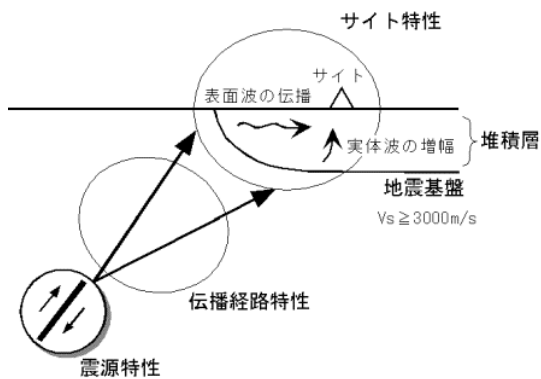 サイト特性
サイト
表面波の伝播
実体波の増幅
堆積層
地震基盤
Vs≧3000m/s
伝播経路特性
震源特性